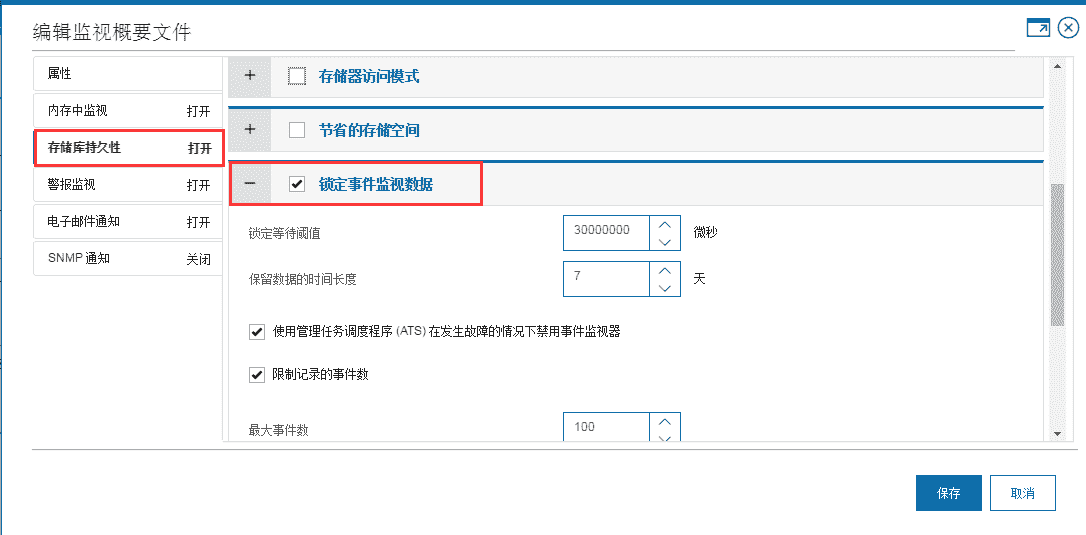 编辑监视概要文件
属性
内存中监视 打开
存储库持久性 打开
警报监视 打开
电子邮件通知 打开
SNMP 通知 关闭
+ 存储器访问模式
+ 节省的存储空间
− 锁定事件监视数据
锁定等待阈值 30000000 微秒
保留数据的时间长度 7 天
使用管理任务调度程序 (ATS) 在发生故障的情况下禁用事件监视器
限制记录的事件数
最大事件数 100
保存 取消